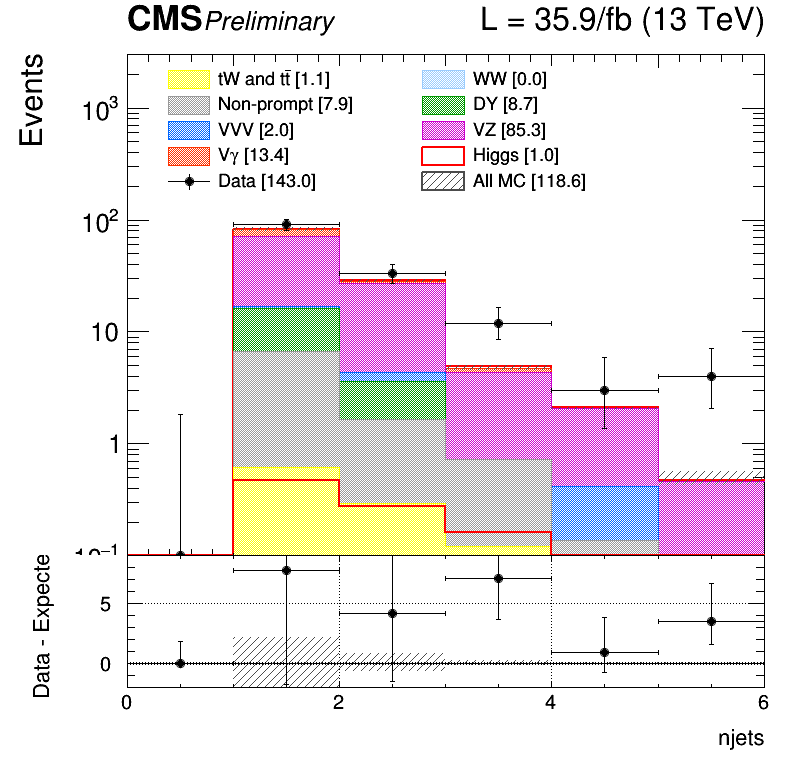 CMS Preliminary L = 35.9/fb (13 TeV)
Events
tW and tt̄ [1.1] WW [0.0]
Non-prompt [7.9] DY [8.7]
VVV [2.0] VZ [85.3]
Vγ [13.4] Higgs [1.0]
Data [143.0] All MC [118.6]
10³
10²
10
1
Data - Expecte
5
0
0 2 4 6
njets